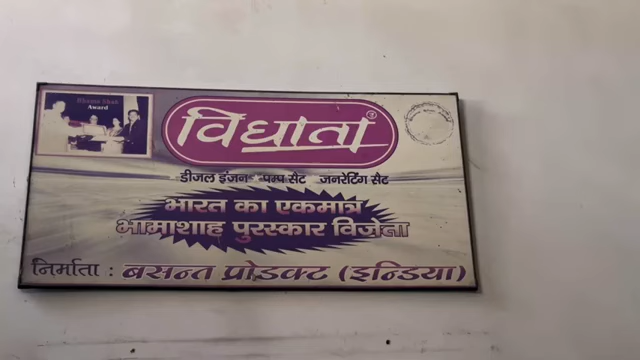 Bhama Shah
Award
विधाता
डीजल इंजन पम्प सैट जनरेटिंग सैट
भारत का एकमात्र
भामाशाह पुरस्कार विजेता
निर्माता : बसन्त प्रोडक्ट (इन्डिया)